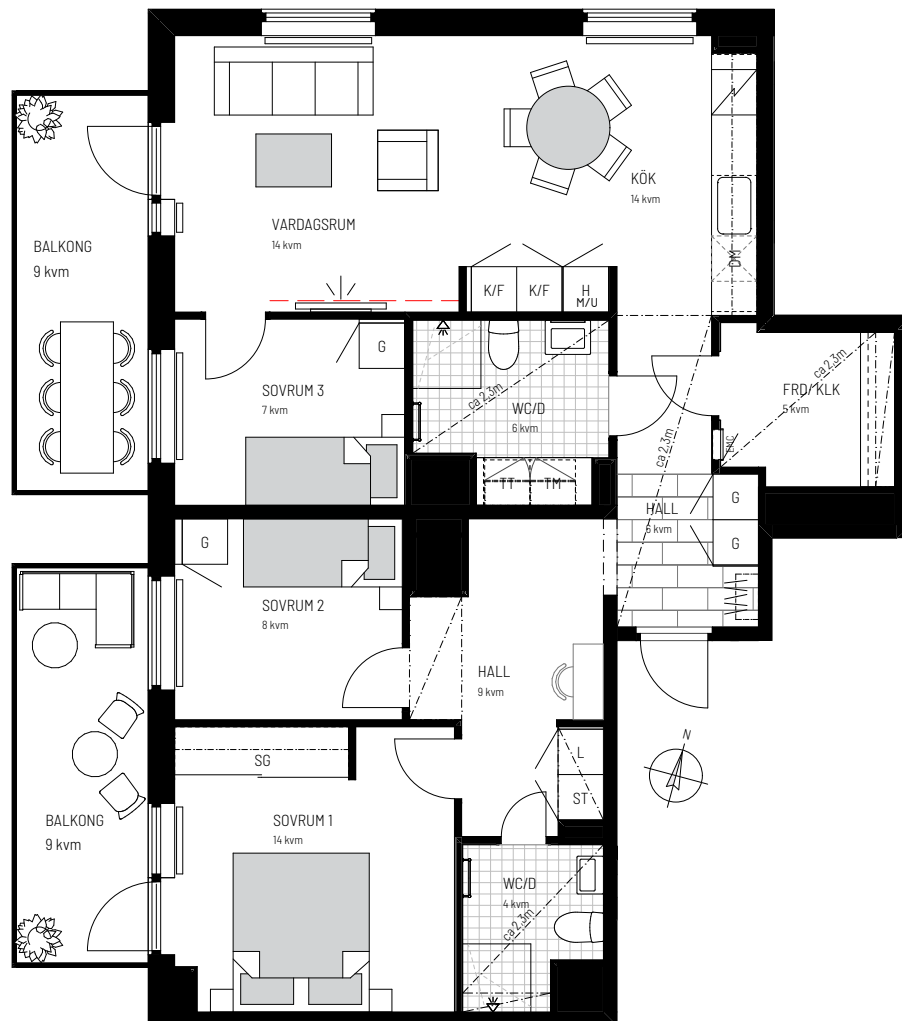 KÖK
14 kvm
VARDAGSRUM
14 kvm
BALKONG
9 kvm
DM
K/F
K/F
H
M/U
G
SOVRUM 3
7 kvm
ca 2,3m
WC/D
6 kvm
TT
TM
ca 2,3m
ca 2,3m
FRD/KLK
5 kvm
EMC
HALL
6 kvm
G
G
G
SOVRUM 2
8 kvm
HALL
9 kvm
N
SG
L
ST
SOVRUM 1
14 kvm
BALKONG
9 kvm
WC/D
4 kvm
ca 2,3m